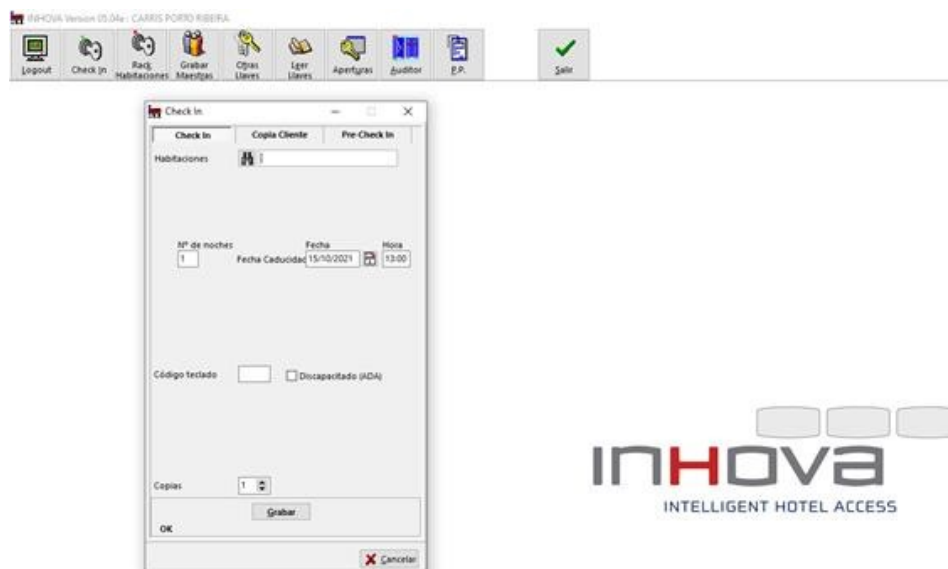 INHOVA Version 05.04e : CARRIS PORTO RIBEIRA
Logout
Check In
Rack Habitaciones
Grabar Maestras
Otras Llaves
Leer Llaves
Aperturas
Auditor
P.P.
Salir
Check In
Check In Copia Cliente Pre-Check In
Habitaciones
Nº de noches Fecha Hora
1 Fecha Caducidad 15/10/2021 13:00
Código teclado Discapacitado (ADA)
Copias 1
Grabar
OK
Cancelar
INHOVA
INTELLIGENT HOTEL ACCESS